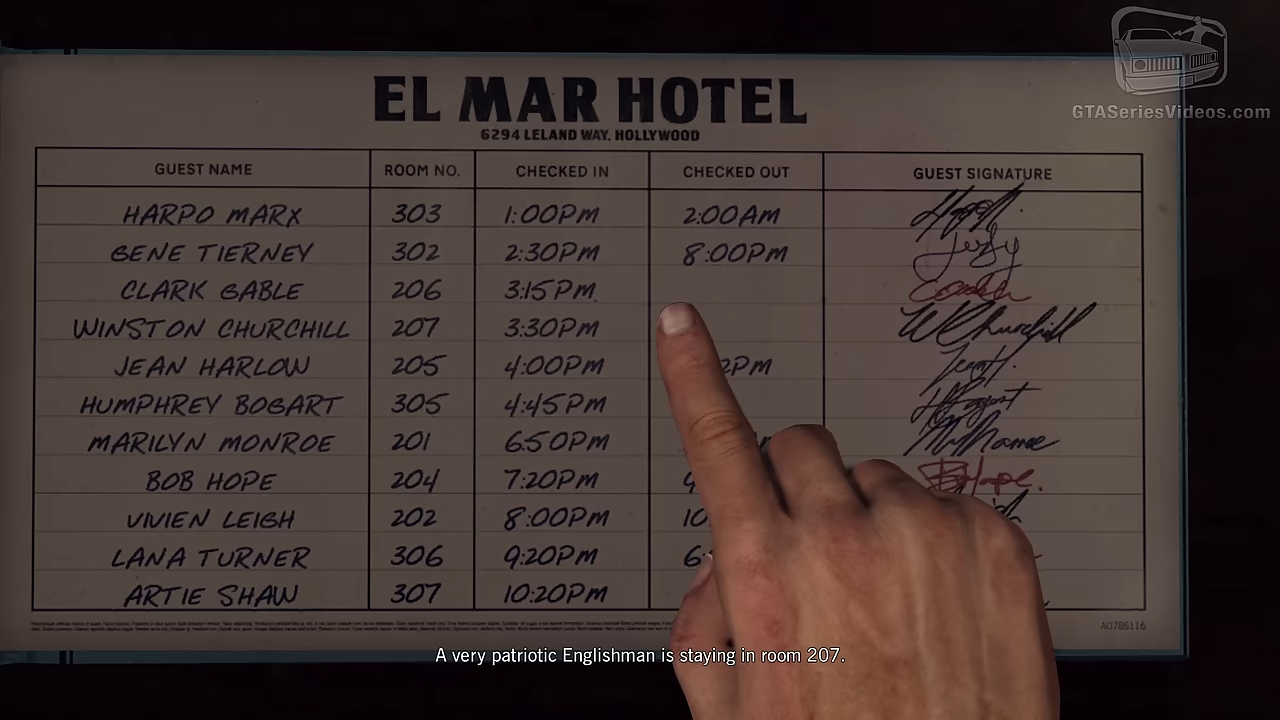 GTASeriesVideos.com
EL MAR HOTEL
6294 LELAND WAY. HOLLYWOOD
GUEST NAME ROOM NO. CHECKED IN CHECKED OUT GUEST SIGNATURE
HARPO MARX 303 1:00PM 2:00AM
GENE TIERNEY 302 2:30PM 8:00PM
CLARK GABLE 206 3:15PM
WINSTON CHURCHILL 207 3:30PM WChurchill
JEAN HARLOW 205 4:00PM
HUMPHREY BOGART 305 4:45PM
MARILYN MONROE 201 6:50PM
BOB HOPE 204 7:20PM BHope.
VIVIEN LEIGH 202 8:00PM
LANA TURNER 306 9:20PM
ARTIE SHAW 307 10:20PM
A0786116
A very patriotic Englishman is staying in room 207.